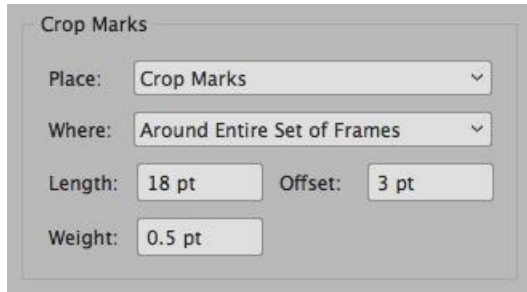 Crop Marks
Place: Crop Marks
Where: Around Entire Set of Frames
Length: 18 pt Offset: 3 pt
Weight: 0.5 pt